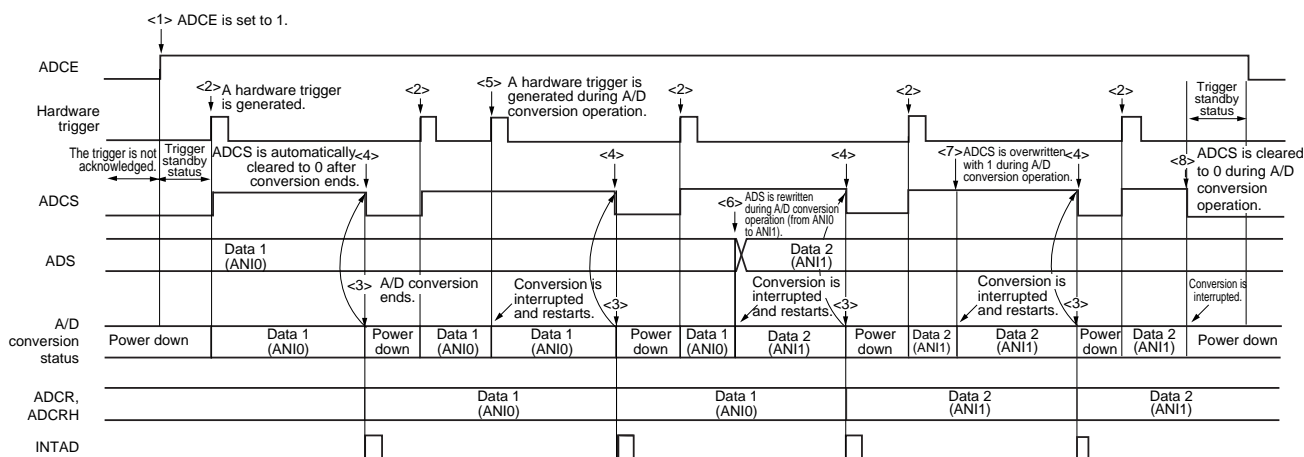 <1> ADCE is set to 1.
ADCE
<2> A hardware trigger
is generated.
<2>
<5> A hardware trigger is
generated during A/D
conversion operation.
<2>
<2>
<2>
Trigger
standby
status
Hardware
trigger
The trigger is not
acknowledged.
Trigger
standby
status
ADCS is automatically
cleared to 0 after
conversion ends.
<4>
<4>
<4>
<7> ADCS is overwritten
with 1 during A/D
conversion operation.
<4>
<8> ADCS is cleared
to 0 during A/D
conversion
operation.
ADCS
<6> ADS is rewritten
during A/D conversion
operation (from ANI0
to ANI1).
ADS
Data 1
(ANI0)
Data 2
(ANI1)
<3> A/D conversion
ends.
Conversion is
interrupted
and restarts.
<3>
Conversion is
interrupted
and restarts.
<3>
Conversion is
interrupted
and restarts.
<3>
Conversion is
interrupted.
A/D
conversion
status
Power down
Data 1
(ANI0)
Power
down
Data 1
(ANI0)
Data 1
(ANI0)
Power
down
Data 1
(ANI0)
Data 2
(ANI1)
Power
down
Data 2
(ANI1)
Data 2
(ANI1)
Power
down
Data 2
(ANI1)
Power down
ADCR,
ADCRH
Data 1
(ANI0)
Data 1
(ANI0)
Data 2
(ANI1)
Data 2
(ANI1)
INTAD